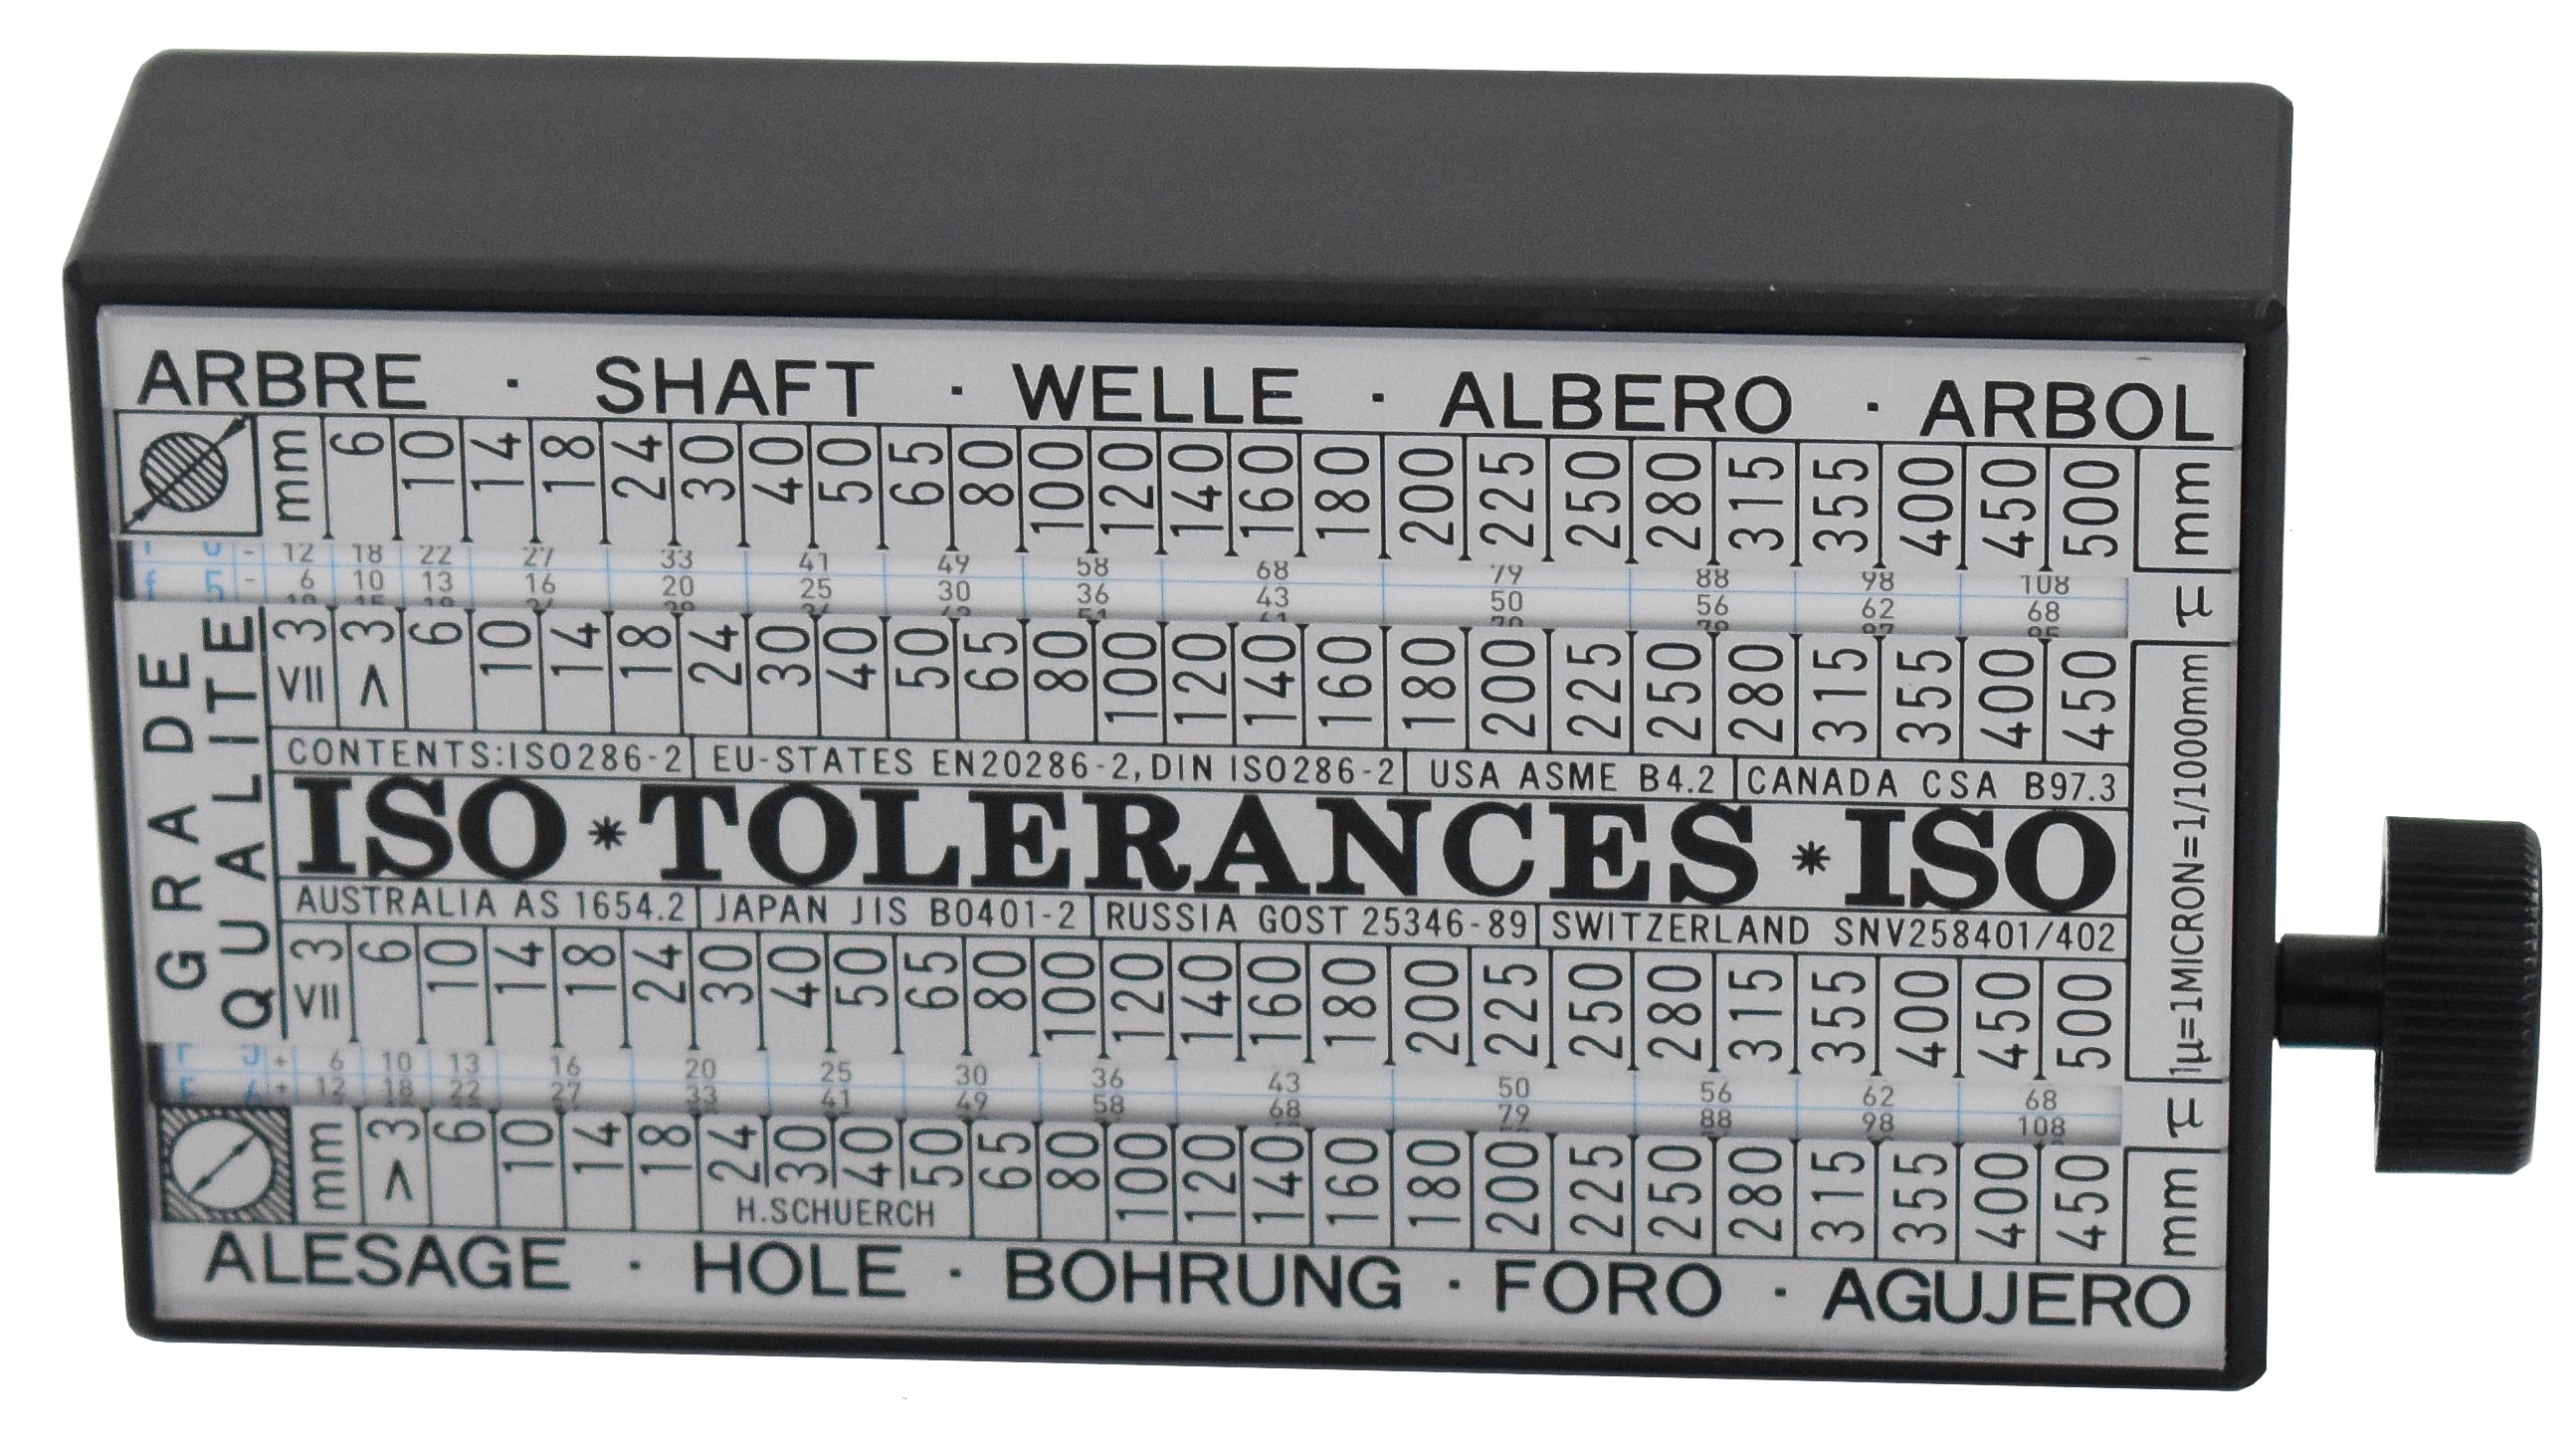 ARBRE · SHAFT · WELLE · ALBERO · ARBOL
mm 6 10 14 18 24 30 40 50 65 80 100 120 140 160 180 200 225 250 280 315 355 400 450 500 mm
- 12 18 22 27 33 41 49 58 68 79 88 98 108
f 5 - 6 10 13 16 20 25 30 36 43 50 56 62 68 μ
≤ 3 > 3 6 10 14 18 24 30 40 50 65 80 100 120 140 160 180 200 225 250 280 315 355 400 450
GRADE
QUALITE
CONTENTS:ISO286-2 EU-STATES EN20286-2,DIN ISO286-2 USA ASME B4.2 CANADA CSA B97.3
ISO * TOLERANCES * ISO
AUSTRALIA AS 1654.2 JAPAN JIS B0401-2 RUSSIA GOST 25346-89 SWITZERLAND SNV258401/402
1μ=1MICRON=1/1000mm
≤ 3 6 10 14 18 24 30 40 50 65 80 100 120 140 160 180 200 225 250 280 315 355 400 450 500
+ 6 10 13 16 20 25 30 36 43 50 56 62 68
F 6 + 12 18 22 27 33 41 49 58 68 79 88 98 108 μ
mm > 3 6 10 14 18 24 30 40 50 65 80 100 120 140 160 180 200 225 250 280 315 355 400 450 mm
H.SCHUERCH
ALESAGE · HOLE · BOHRUNG · FORO · AGUJERO